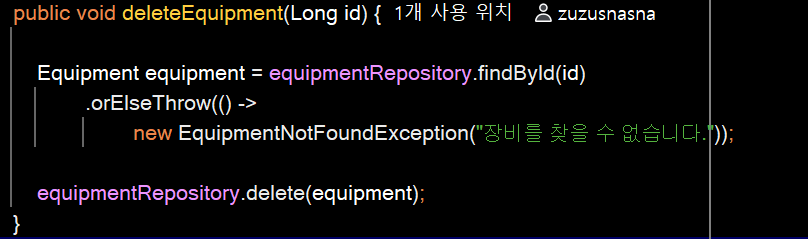 public void deleteEquipment(Long id) { 1개 사용 위치 zuzusnasna
Equipment equipment = equipmentRepository.findById(id)
.orElseThrow(() ->
new EquipmentNotFoundException("장비를 찾을 수 없습니다."));
equipmentRepository.delete(equipment);
}